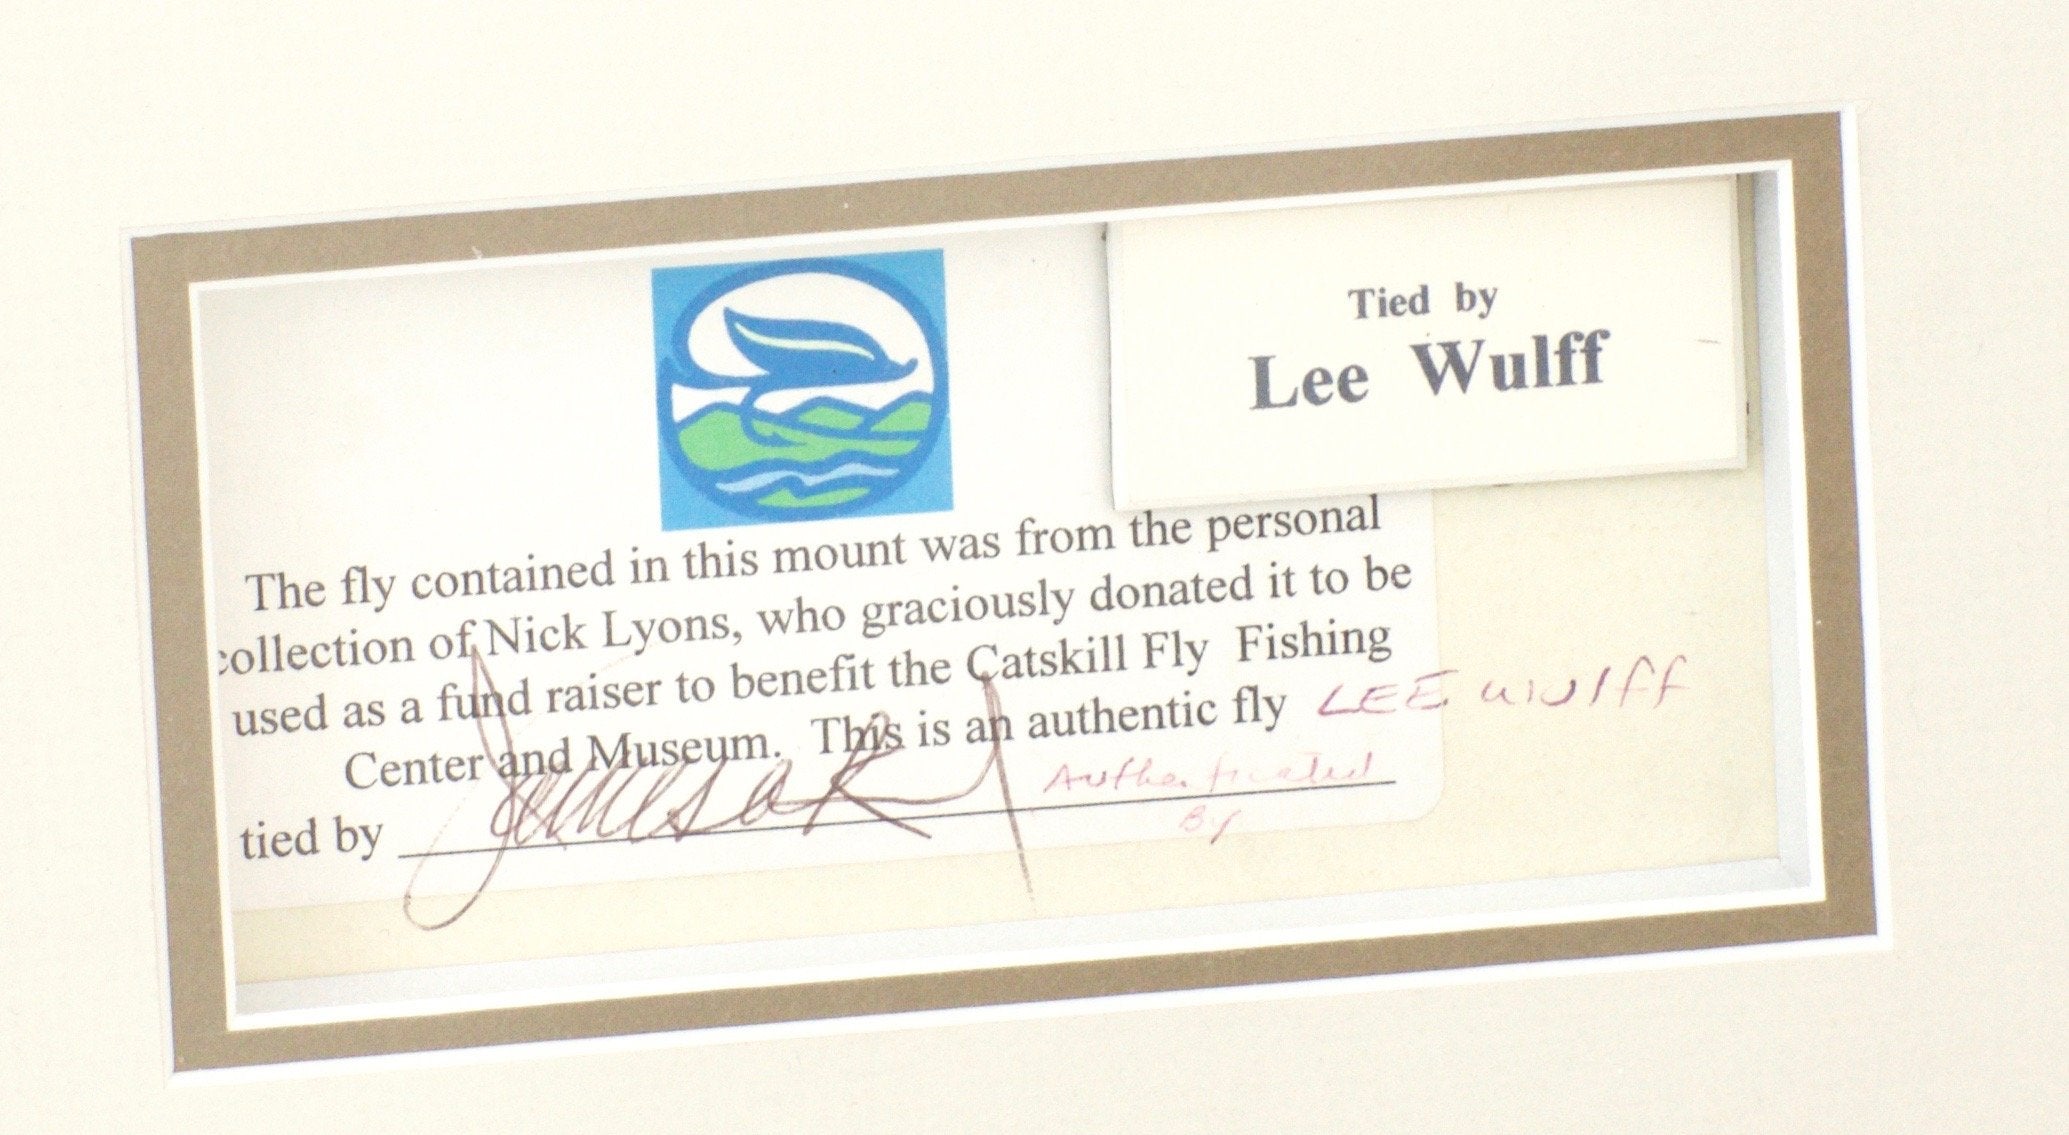 Tied by
Lee Wulff
The fly contained in this mount was from the personal
collection of Nick Lyons, who graciously donated it to be
used as a fund raiser to benefit the Catskill Fly Fishing
Center and Museum. This is an authentic fly LEE WUlff
tied by Authenticated
By